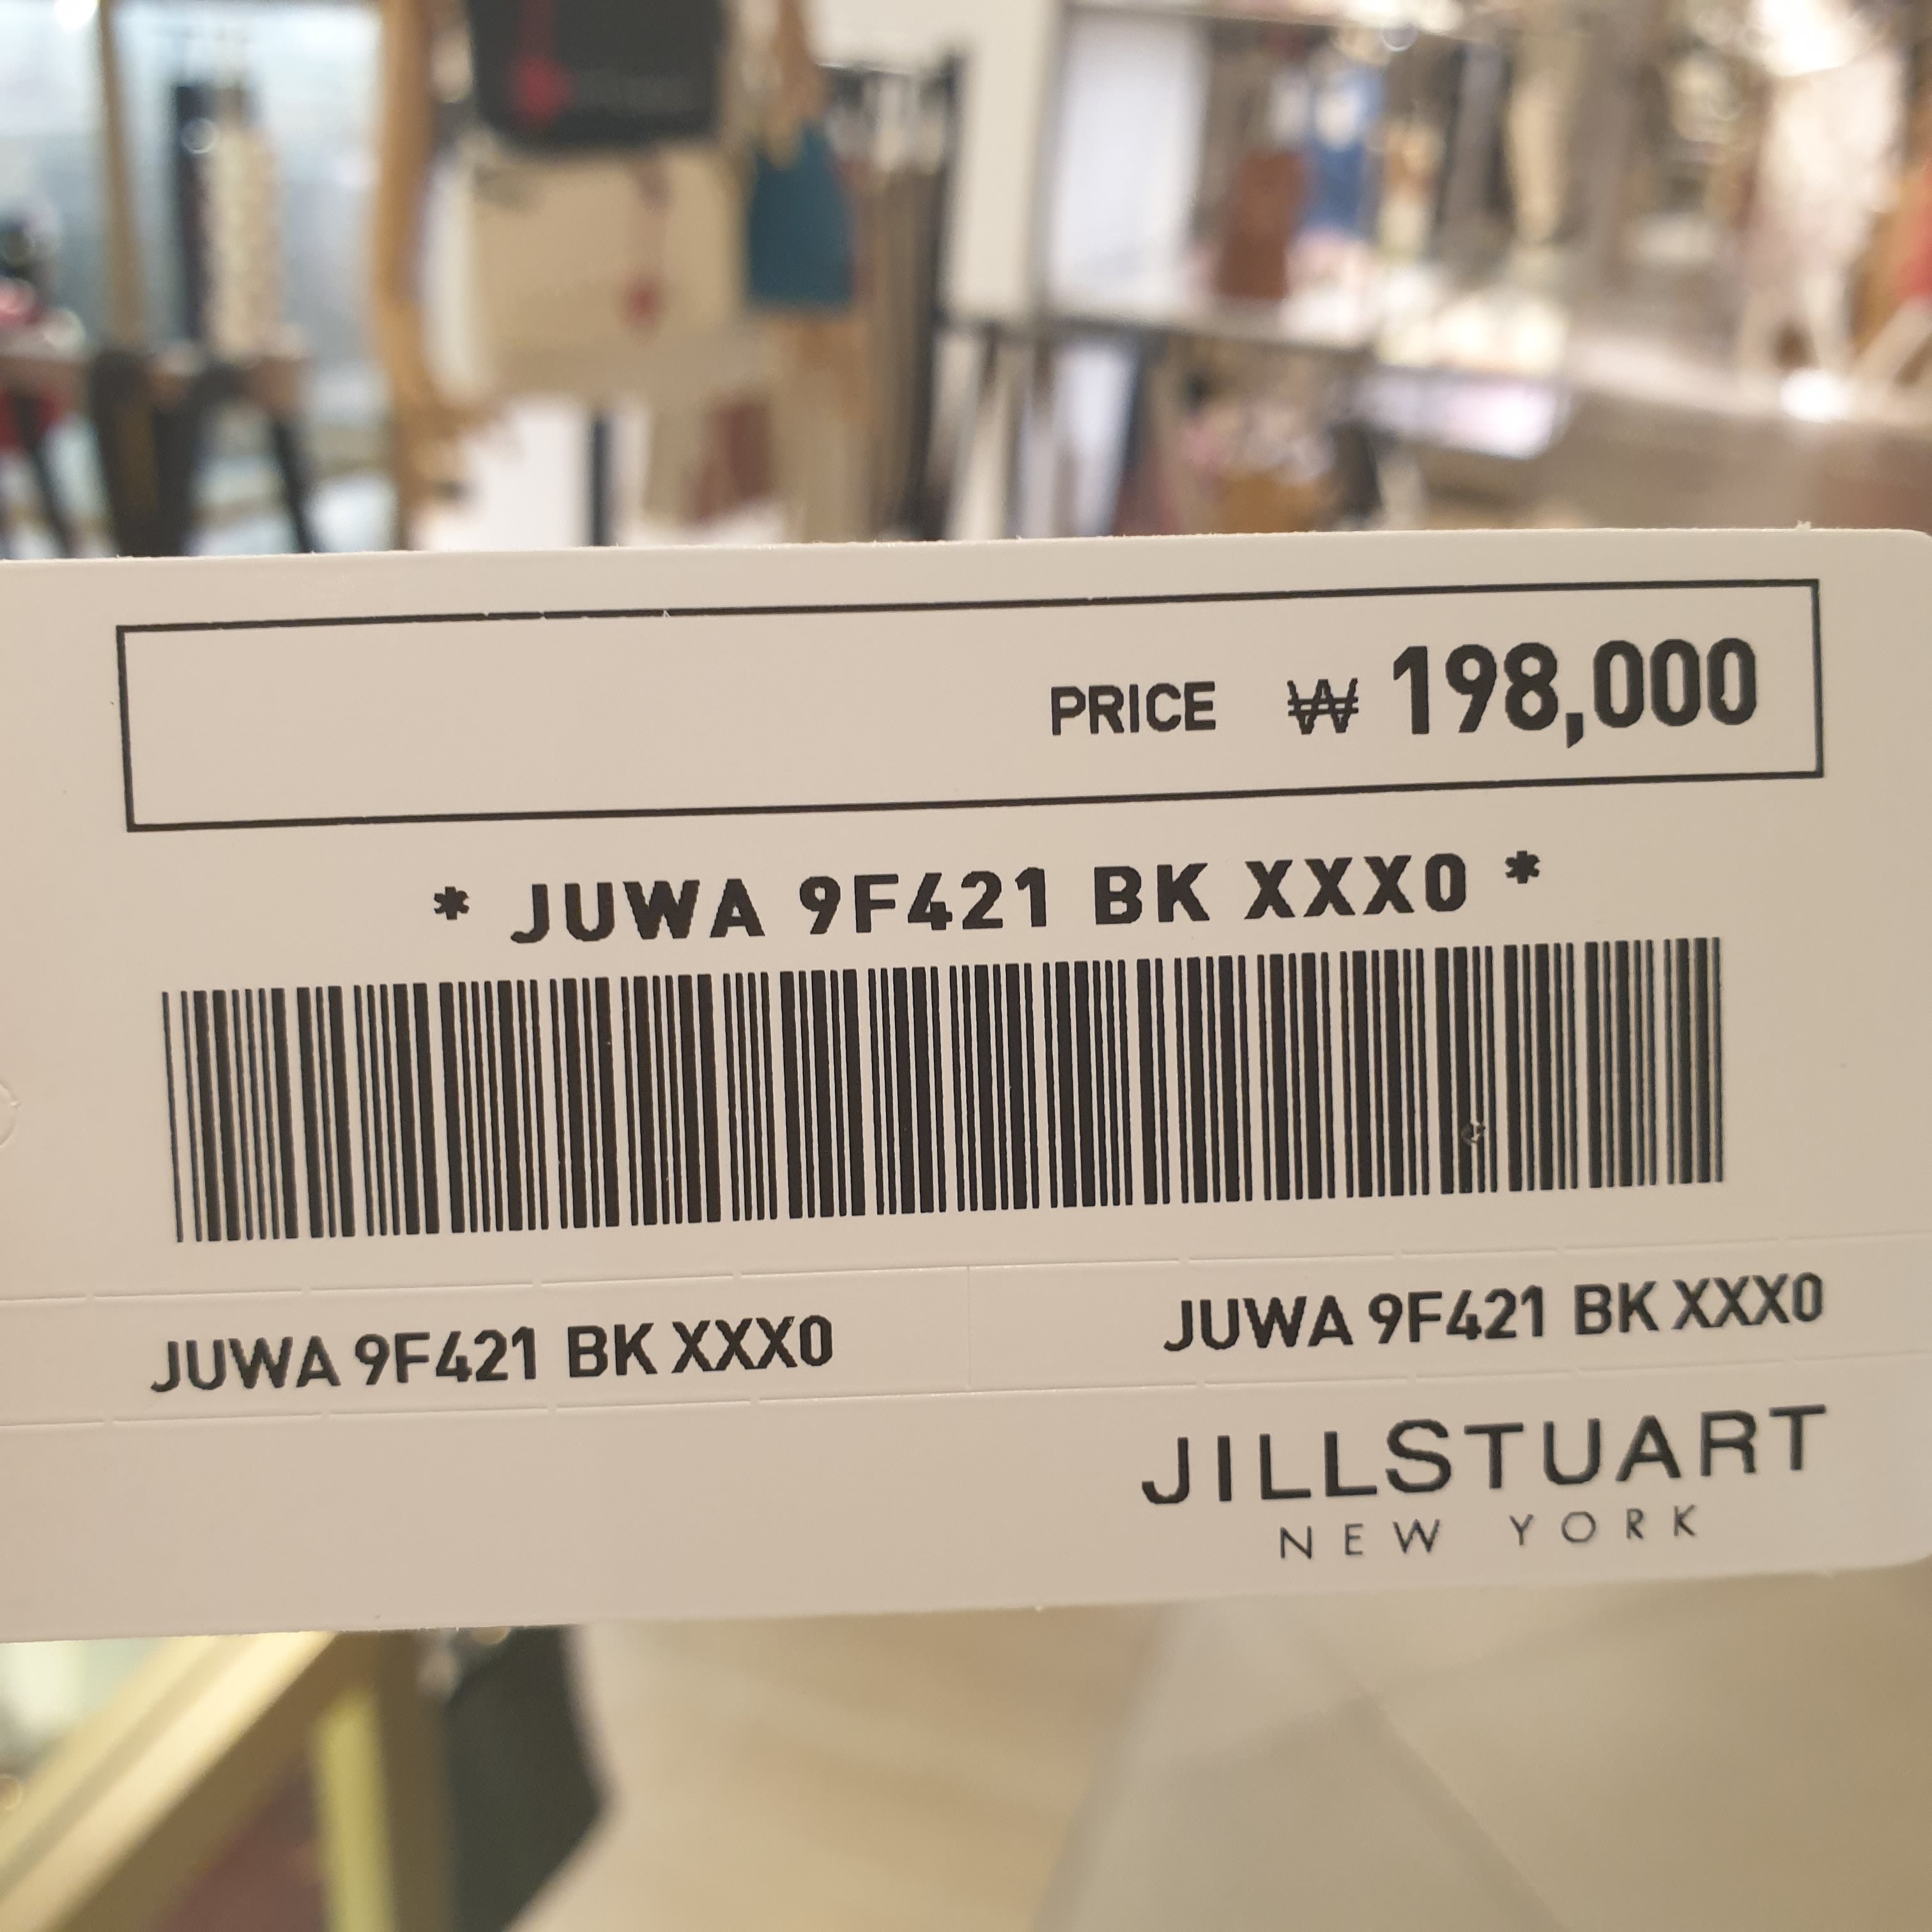 PRICE ₩ 198,000
* JUWA 9F421 BK XXX0 *
JUWA 9F421 BK XXX0 JUWA 9F421 BK XXX0
JILLSTUART
NEW YORK